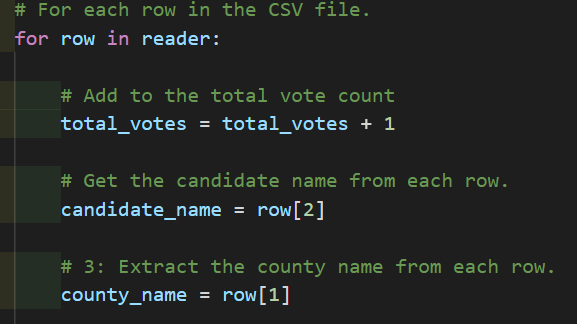 # For each row in the CSV file.
for row in reader:
# Add to the total vote count
total_votes = total_votes + 1
# Get the candidate name from each row.
candidate_name = row[2]
# 3: Extract the county name from each row.
county_name = row[1]